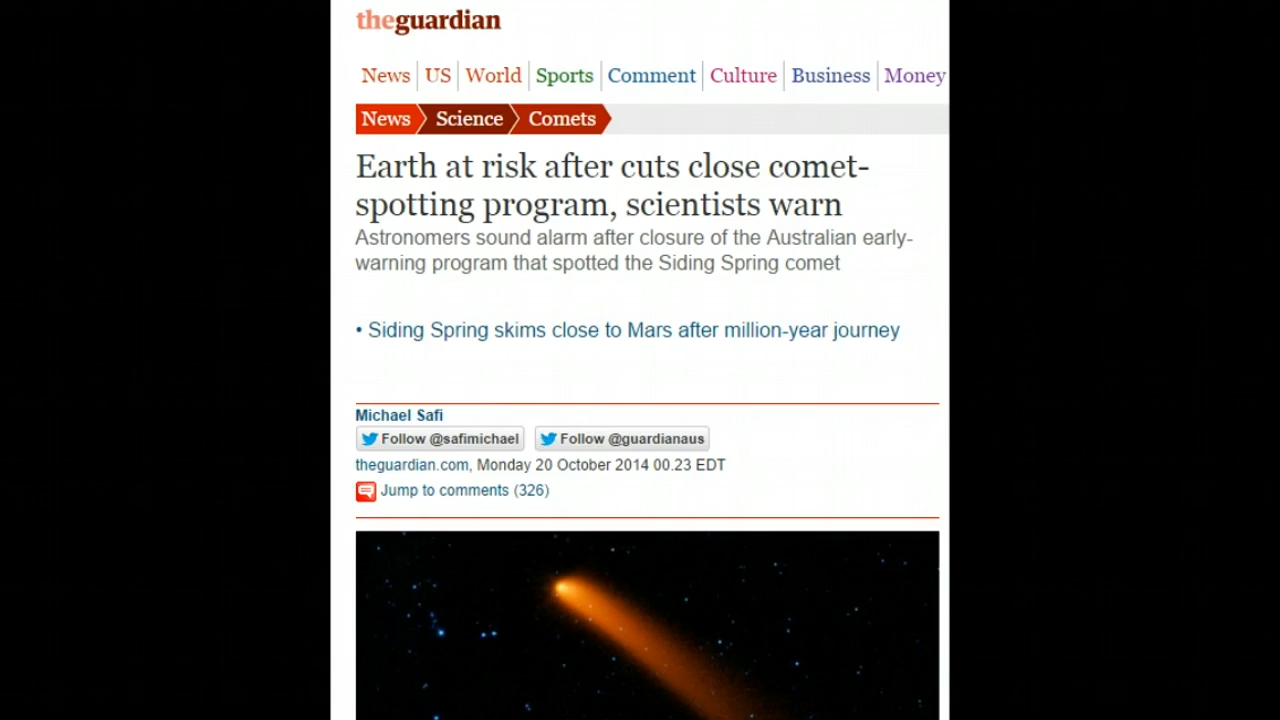 theguardian
News US World Sports Comment Culture Business Money
News Science Comets
Earth at risk after cuts close comet-
spotting program, scientists warn
Astronomers sound alarm after closure of the Australian early-
warning program that spotted the Siding Spring comet
• Siding Spring skims close to Mars after million-year journey
Michael Safi
Follow @safimichael Follow @guardianaus
theguardian.com, Monday 20 October 2014 00.23 EDT
Jump to comments (326)